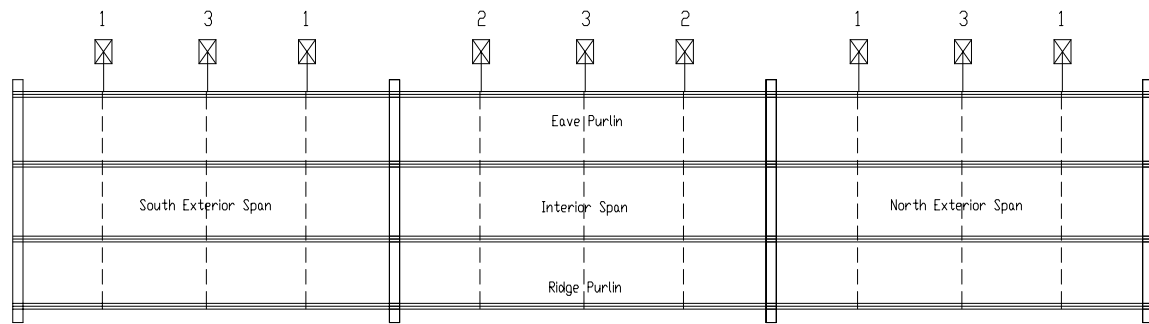 1 3 1 2 3 2 1 3 1
Eave Purlin
South Exterior Span Interior Span North Exterior Span
Ridge Purlin